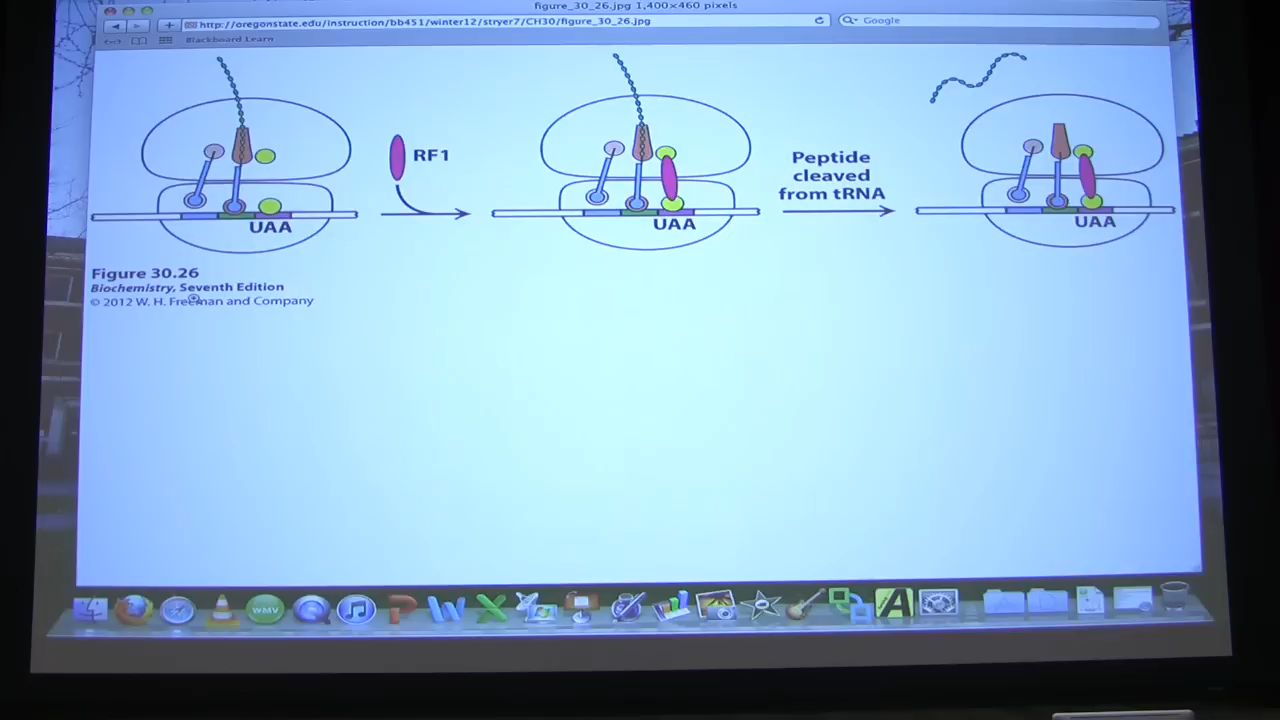 figure_30_26.jpg 1,400×460 pixels
http://oregonstate.edu/instruction/bb451/winter12/stryer7/CH30/figure_30_26.jpg
Google
Blackboard Learn
RF1
Peptide
cleaved
from tRNA
UAA
UAA
UAA
Figure 30.26
Biochemistry, Seventh Edition
© 2012 W. H. Freeman and Company
WMV
P
W
X
A